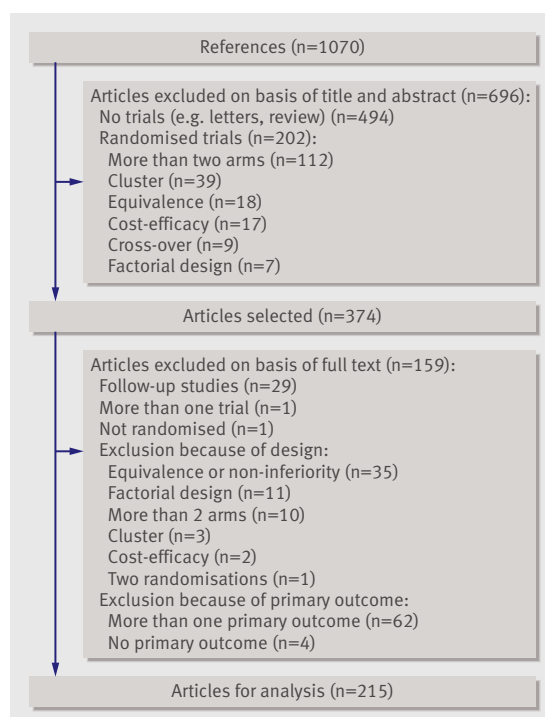 References (n=1070)
Articles excluded on basis of title and abstract (n=696):
No trials (e.g. letters, review) (n=494)
Randomised trials (n=202):
More than two arms (n=112)
Cluster (n=39)
Equivalence (n=18)
Cost-efficacy (n=17)
Cross-over (n=9)
Factorial design (n=7)
Articles selected (n=374)
Articles excluded on basis of full text (n=159):
Follow-up studies (n=29)
More than one trial (n=1)
Not randomised (n=1)
Exclusion because of design:
Equivalence or non-inferiority (n=35)
Factorial design (n=11)
More than 2 arms (n=10)
Cluster (n=3)
Cost-efficacy (n=2)
Two randomisations (n=1)
Exclusion because of primary outcome:
More than one primary outcome (n=62)
No primary outcome (n=4)
Articles for analysis (n=215)